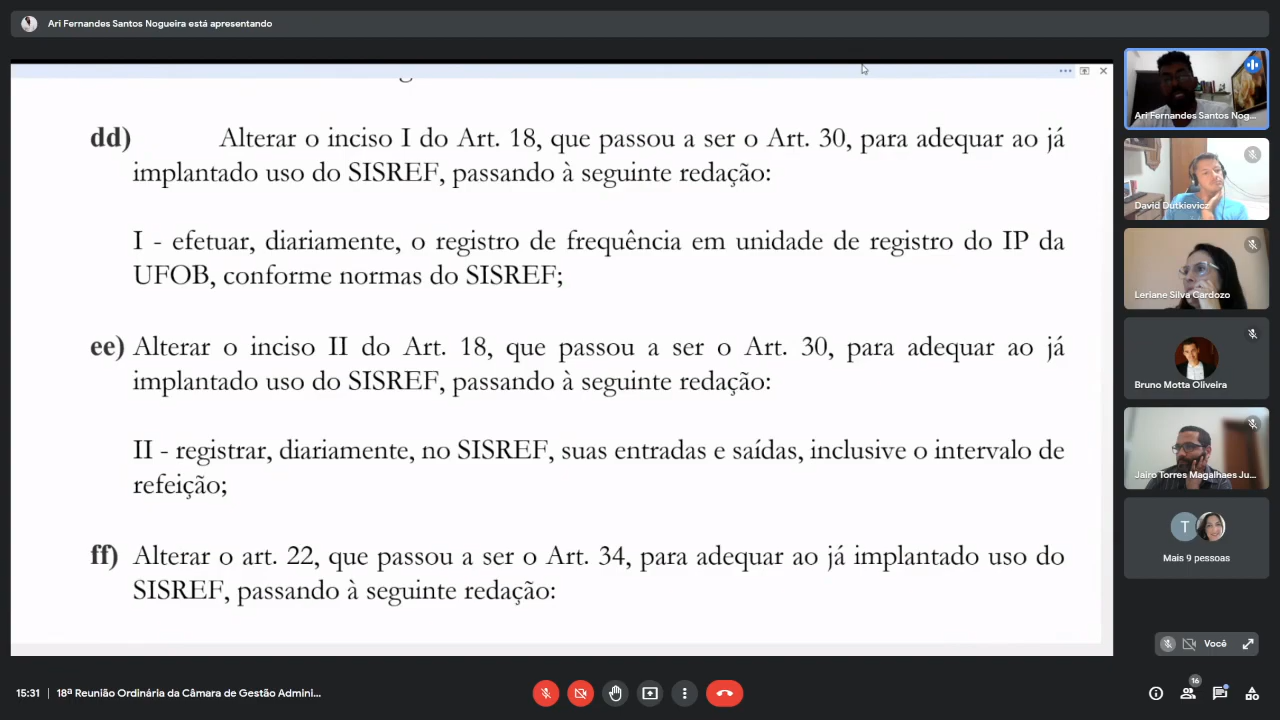 Ari Fernandes Santos Nogueira está apresentando
dd) Alterar o inciso I do Art. 18, que passou a ser o Art. 30, para adequar ao já
implantado uso do SISREF, passando à seguinte redação:
I - efetuar, diariamente, o registro de frequência em unidade de registro do IP da
UFOB, conforme normas do SISREF;
ee) Alterar o inciso II do Art. 18, que passou a ser o Art. 30, para adequar ao já
implantado uso do SISREF, passando à seguinte redação:
II - registrar, diariamente, no SISREF, suas entradas e saídas, inclusive o intervalo de
refeição;
ff) Alterar o art. 22, que passou a ser o Art. 34, para adequar ao já implantado uso do
SISREF, passando à seguinte redação:
Ari Fernandes Santos Nog...
David Dutkievicz
Leriane Silva Cardozo
Bruno Motta Oliveira
Jairo Torres Magalhaes Ju...
T
Mais 9 pessoas
Você
15:31 | 18ª Reunião Ordinária da Câmara de Gestão Admini...
16